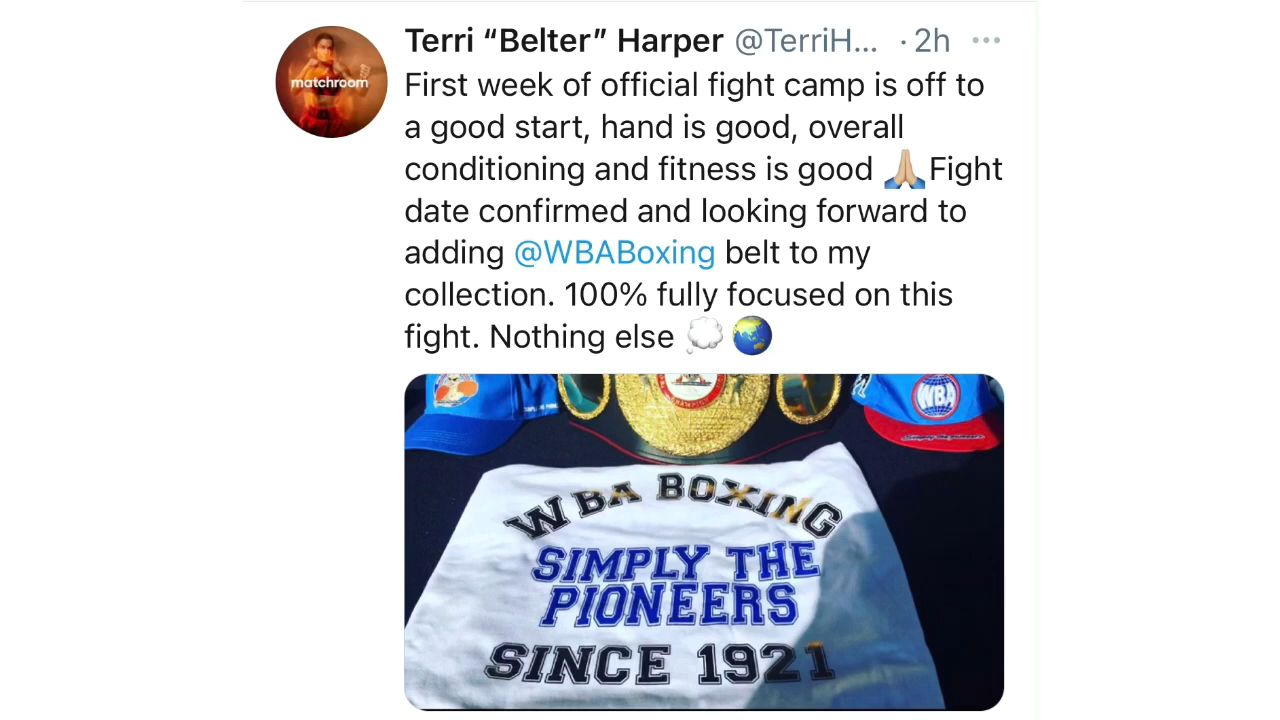 Terri “Belter” Harper @TerriH... · 2h ···
matchroom
First week of official fight camp is off to
a good start, hand is good, overall
conditioning and fitness is good 🙏🏼Fight
date confirmed and looking forward to
adding @WBABoxing belt to my
collection. 100% fully focused on this
fight. Nothing else 💭 🌏
WBA
WBA BOXING
SIMPLY THE
PIONEERS
SINCE 1921